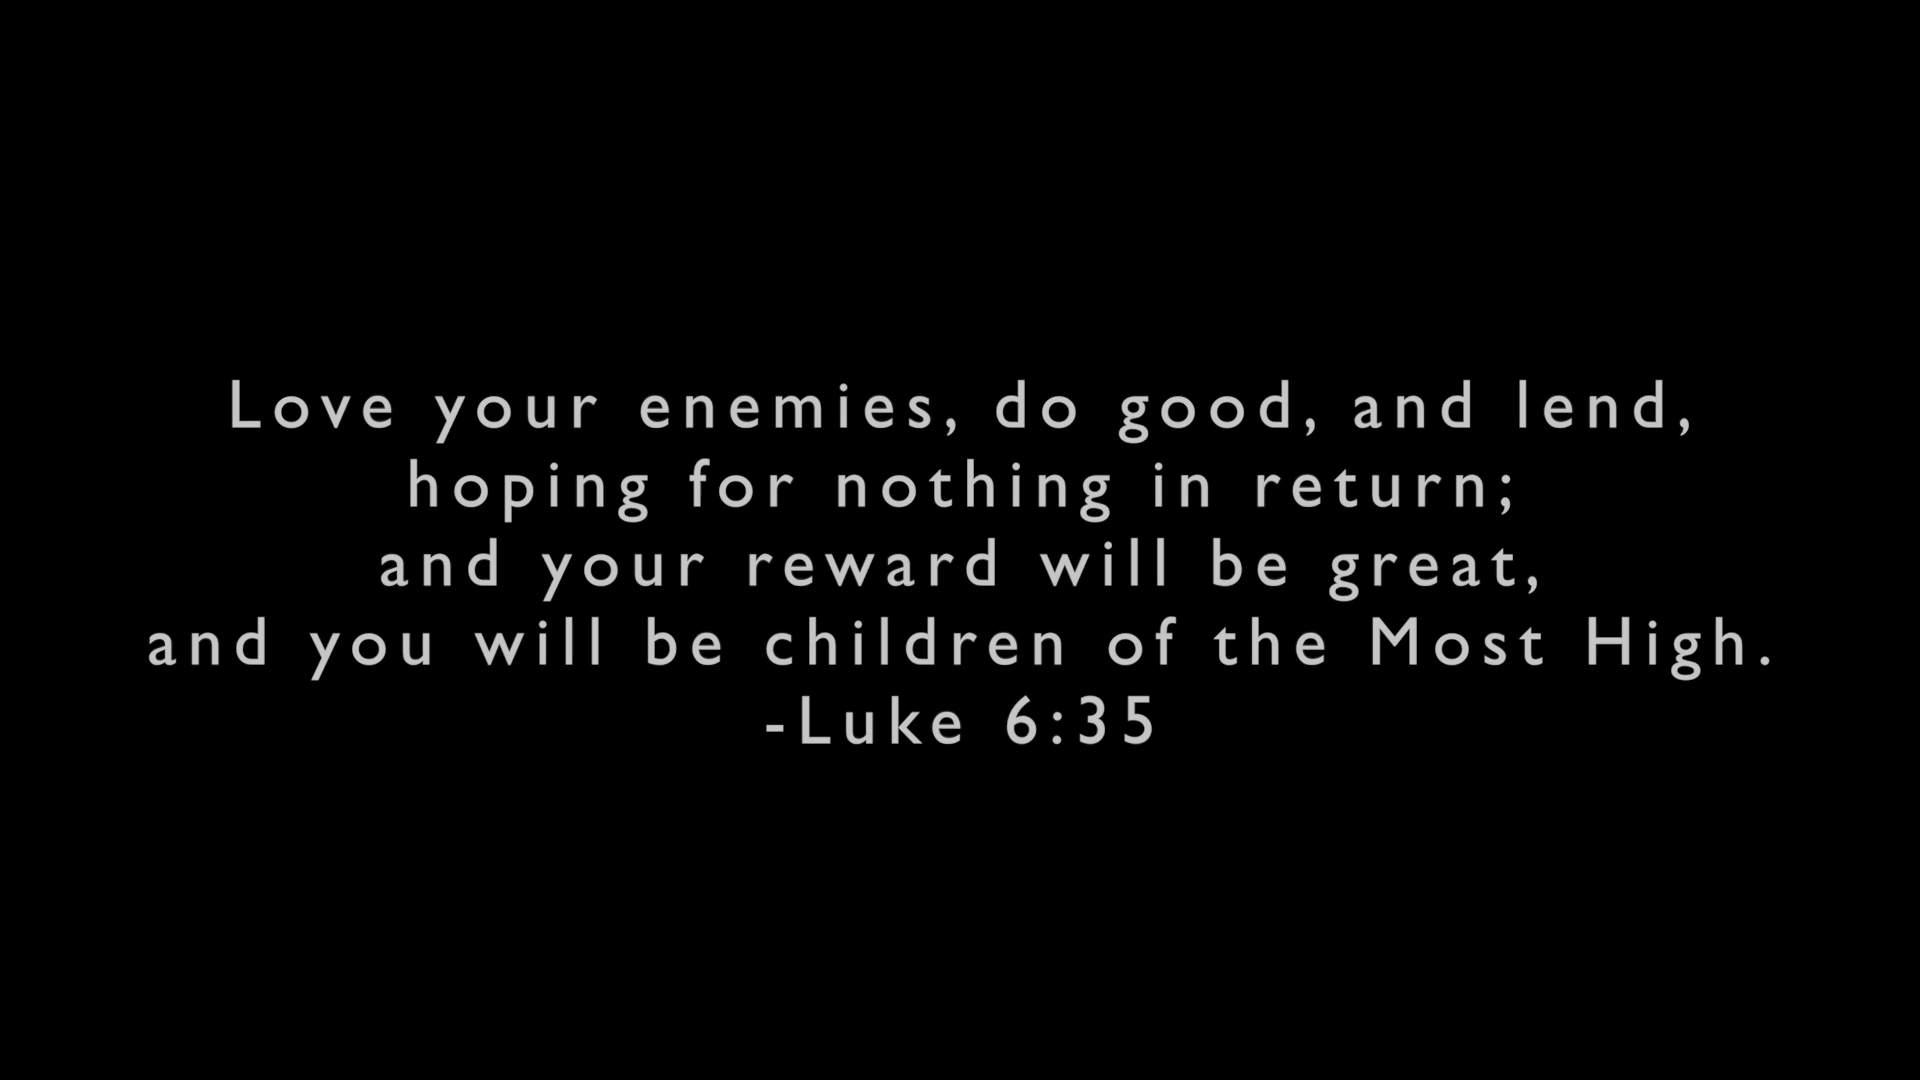 Love your enemies, do good, and lend,
hoping for nothing in return;
and your reward will be great,
and you will be children of the Most High.
-Luke 6:35